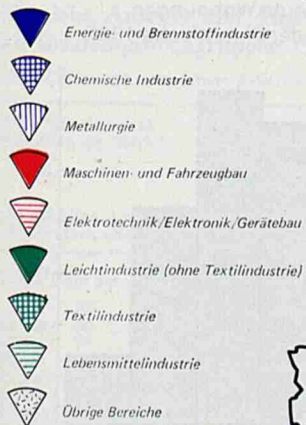 Energie- und Brennstoffindustrie
Chemische Industrie
Metallurgie
Maschinen- und Fahrzeugbau
Elektrotechnik/Elektronik/Gerätebau
Leichtindustrie (ohne Textilindustrie)
Textilindustrie
Lebensmittelindustrie
Übrige Bereiche